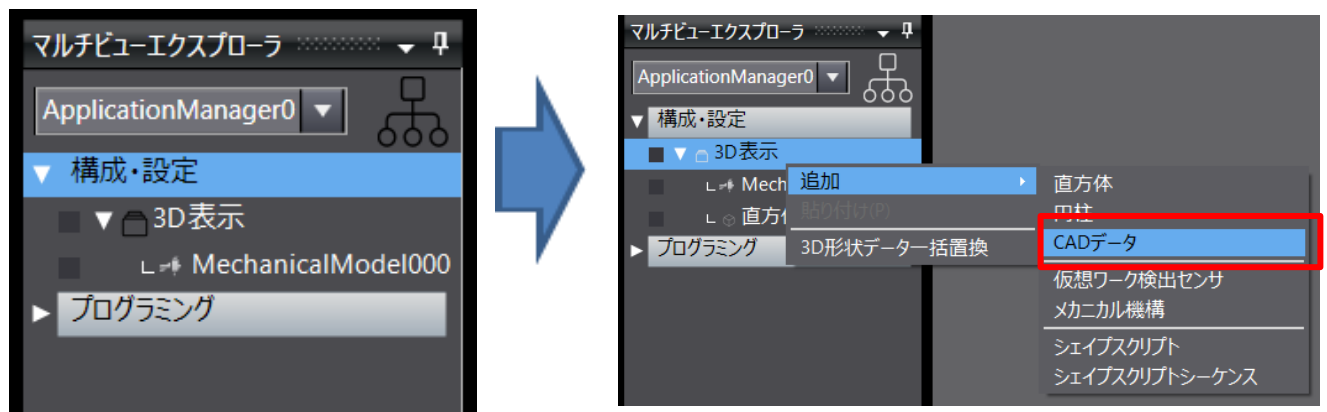 マルチビューエクスプローラ
ApplicationManager0
構成・設定
3D表示
MechanicalModel000
プログラミング
マルチビューエクスプローラ
ApplicationManager0
構成・設定
3D表示
Mech
直方
プログラミング
追加
貼り付け(P)
3D形状データ一括置換
直方体
円柱
CADデータ
仮想ワーク検出センサ
メカニカル機構
シェイプスクリプト
シェイプスクリプトシーケンス